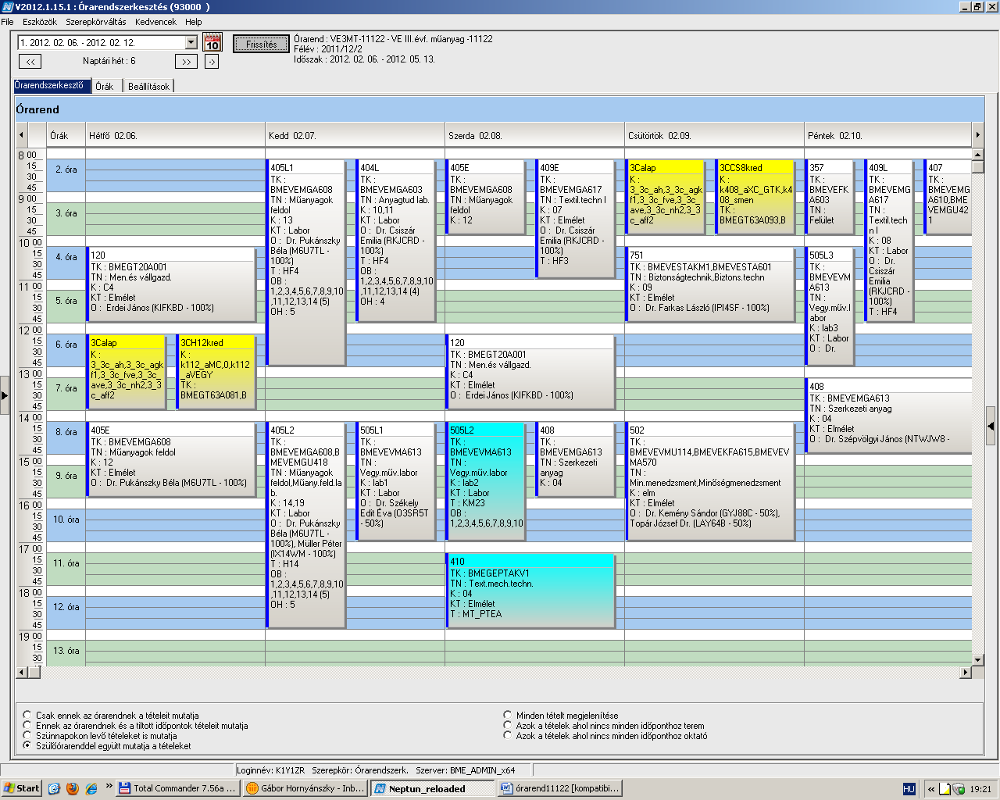 V2012.1.15.1 : Órarendszerkesztés (93000 )
File Eszközök Szerepkörváltás Kedvencek Help
1. 2012. 02. 06. - 2012. 02. 12.
10
Frissítés
Órarend : VE3MT-11122 - VE III.évf. műanyag -11122
Félév : 2011/12/2
Időszak : 2012. 02. 06. - 2012. 05. 13.
<< Naptári hét : 6 >> ->
Órarendszerkesztő Órák Beállítások
Órarend
Órák Hétfő 02.06. Kedd 02.07. Szerda 02.08. Csütörtök 02.09. Péntek 02.10.
8 00
15
30
45
9 00
15
30
45
10 00
15
30
45
11 00
15
30
45
12 00
15
30
45
13 00
15
30
45
14 00
15
30
45
15 00
15
30
45
16 00
15
30
45
17 00
15
30
45
18 00
15
30
45
19 00
15
30
2. óra
3. óra
4. óra
5. óra
6. óra
7. óra
8. óra
9. óra
10. óra
11. óra
12. óra
13. óra
120
TK : BMEGT20A001
TN : Men.és vállgazd.
K : C4
KT : Elmélet
O : Erdei János (KIFKBD - 100%)
3Calap
K :
3_3c_ah,3_3c_agk
f1,3_3c_fve,3_3c_
ave,3_3c_nh2,3_3
c_aff2
3CH12kred
K :
k112_aMC,0,k112
_aVEGY
TK :
BMEGT63A081,B
405E
TK : BMEVEMGA608
TN : Műanyagok feldol
K : 12
KT : Elmélet
O : Dr. Pukánszky Béla (M6U7TL - 100%)
405L1
TK :
BMEVEMGA608
TN : Műanyagok
feldol
K : 13
KT : Labor
O : Dr. Pukánszky
Béla (M6U7TL -
100%)
T : HF4
OB :
1,2,3,4,5,6,7,8,9,10
,11,12,13,14 (5)
OH : 5
404L
TK :
BMEVEMGA603
TN : Anyagtud lab.
K : 10,11
KT : Labor
O : Dr. Csiszár
Emilia (RKJCRD -
100%)
T : HF4
OB :
1,2,3,4,5,6,7,8,9,10
,11,12,13,14 (4)
OH : 4
405L2
TK :
BMEVEMGA608,B
MEVEMGU418
TN : Műanyagok
feldol,Műany.feld.la
b.
K : 14,19
KT : Labor
O : Dr. Pukánszky
Béla (M6U7TL -
100%), Müller Péter
(IX14WM - 100%)
T : H14
OB :
1,2,3,4,5,6,7,8,9,10
,11,12,13,14 (5)
OH : 5
505L1
TK :
BMEVEVMA613
TN :
Vegy.műv.labor
K : lab1
KT : Labor
O : Dr. Székely
Edit Éva (O3SR5T
- 50%)
405E
TK :
BMEVEMGA608
TN : Műanyagok
feldol
K : 12
409E
TK :
BMEVEMGA617
TN : Textil.techn I
K : 07
KT : Elmélet
O : Dr. Csiszár
Emilia (RKJCRD -
100%)
T : HF3
120
TK : BMEGT20A001
TN : Men.és vállgazd.
K : C4
KT : Elmélet
O : Erdei János (KIFKBD - 100%)
505L2
TK :
BMEVEVMA613
TN :
Vegy.műv.labor
K : lab2
KT : Labor
T : KM23
OB :
1,2,3,4,5,6,7,8,9,10
408
TK :
BMEVEMGA613
TN : Szerkezeti
anyag
K : 04
410
TK : BMEGEPTAKV1
TN : Text.mech.techn.
K : 04
KT : Elmélet
T : MT_PTEA
3Calap
K :
3_3c_ah,3_3c_agk
f1,3_3c_fve,3_3c_
ave,3_3c_nh2,3_3
c_aff2
3CCS8kred
K :
k408_aXC_GTK,k4
08_smen
TK :
BMEGT63A093,B
751
TK : BMEVESTAKM1,BMEVESTA601
TN : Biztonságtechnik,Biztons.techn
K : 09
KT : Elmélet
O : Dr. Farkas László (IPI4SF - 100%)
502
TK :
BMEVEVMU114,BMEVEKFA615,BMEVEV
MA570
TN :
Min.menedzsment,Minőségmenedzsment
K : elm
KT : Elmélet
O : Dr. Kemény Sándor (GYJ88C - 50%),
Topár József Dr. (LAY64B - 50%)
357
TK :
BMEVEFK
A603
TN :
Felület
409L
TK :
BMEVEMG
A617
TN :
Textil.tech
n I
K : 08
KT : Labor
O : Dr.
Csiszár
Emilia
(RKJCRD
- 100%)
T : HF4
407
TK :
BMEVEMG
A610,BME
VEMGU42
1
505L3
TK :
BMEVEVM
A613
TN :
Vegy.műv.l
abor
K : lab3
KT : Labor
O : Dr.
408
TK : BMEVEMGA613
TN : Szerkezeti anyag
K : 04
KT : Elmélet
O : Dr. Szépvölgyi János (NTWJW8 -
Csak ennek az órarendnek a tételeit mutatja
Ennek az órarendnek és a tiltott időpontok tételeit mutatja
Szünnapokon levő tételeket is mutatja
Szülőórarenddel együtt mutatja a tételeket
Minden tételt megjelenítése
Azok a tételek ahol nincs minden időponthoz terem
Azok a tételek ahol nincs minden időponthoz oktató
Loginnév: K1Y1ZR Szerepkör: Órarendszerk. Szerver: BME_ADMIN_x64
Start » Total Commander 7.56a ... Gábor Hornyánszky - Inb... Neptun_reloaded órarend11122 [kompatibi... HU « 19:21